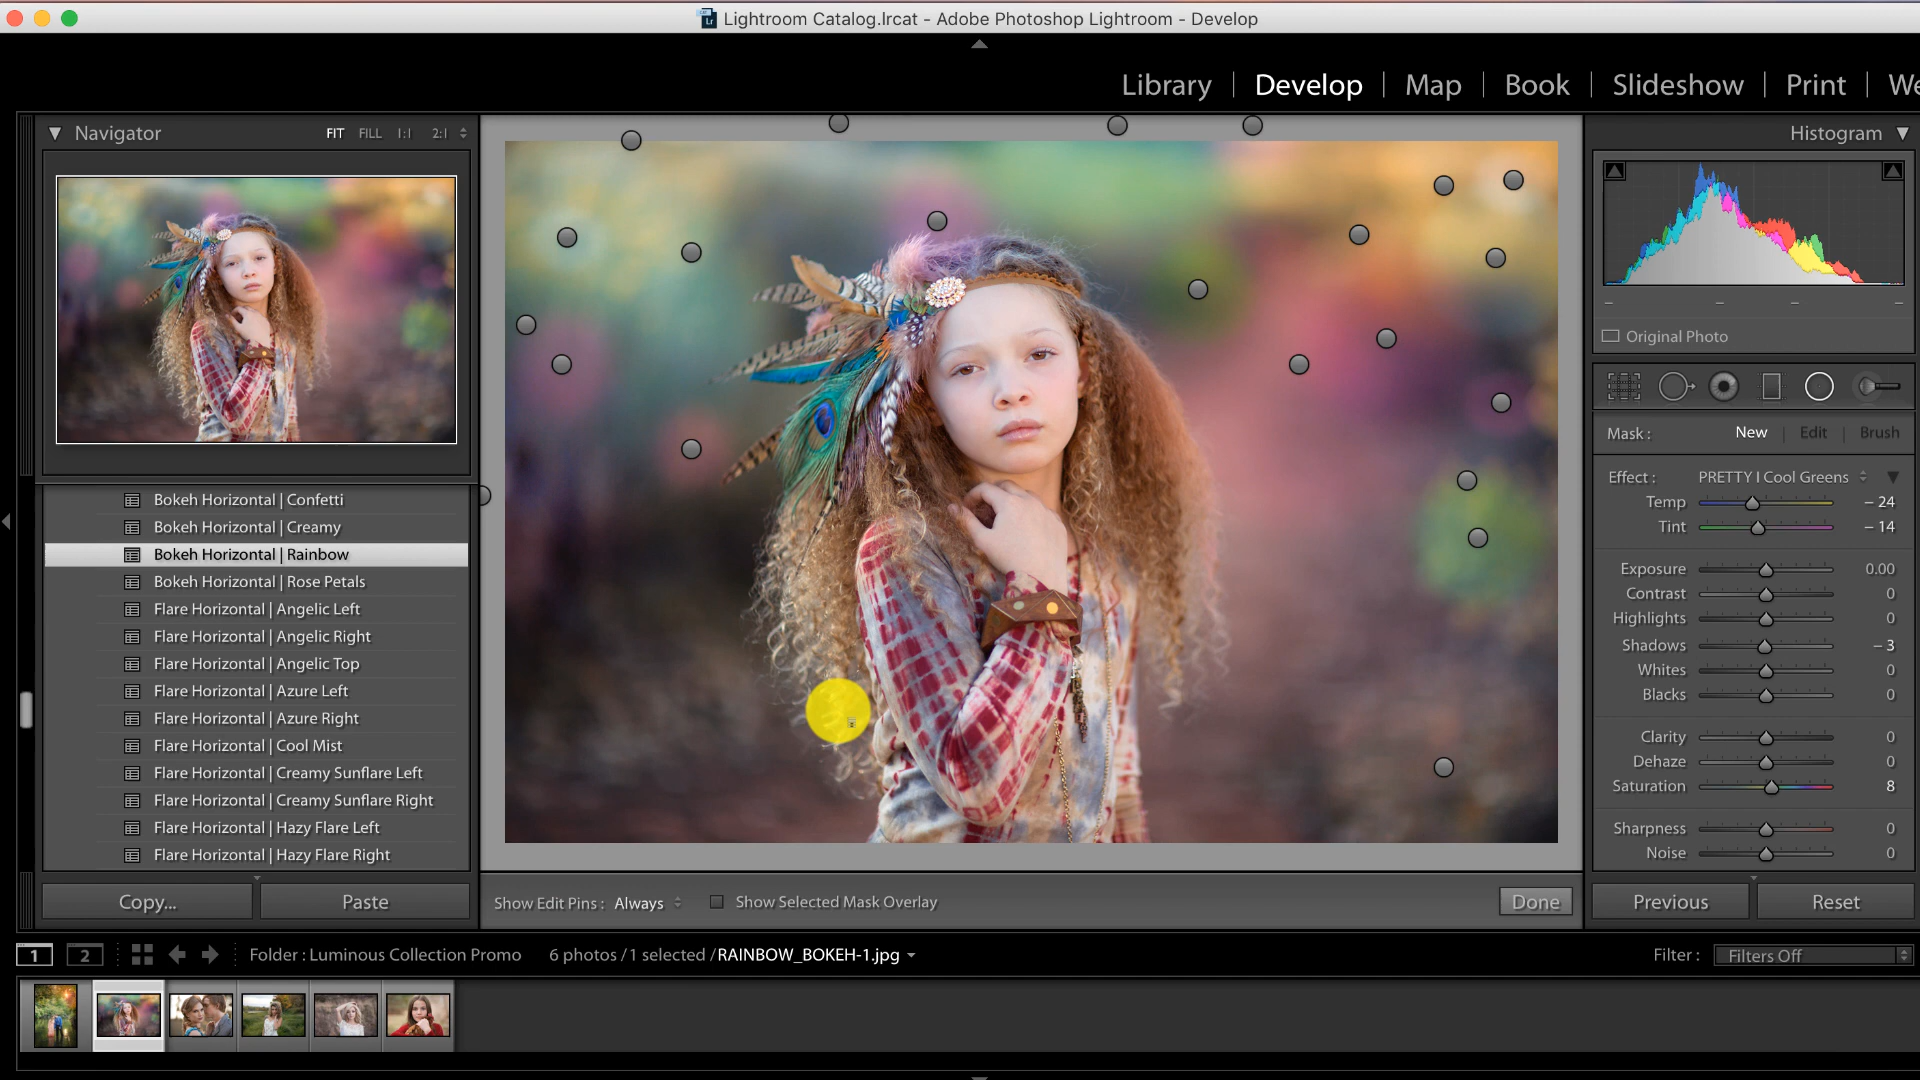 Lightroom Catalog.lrcat - Adobe Photoshop Lightroom - Develop
Library | Develop | Map | Book | Slideshow | Print | We
Navigator FIT FILL 1:1 2:1
Histogram
Original Photo
Mask : New | Edit | Brush
Effect : PRETTY | Cool Greens
Temp – 24
Tint – 14
Exposure 0.00
Contrast 0
Highlights 0
Shadows – 3
Whites 0
Blacks 0
Clarity 0
Dehaze 0
Saturation 8
Sharpness 0
Noise 0
Bokeh Horizontal | Confetti
Bokeh Horizontal | Creamy
Bokeh Horizontal | Rainbow
Bokeh Horizontal | Rose Petals
Flare Horizontal | Angelic Left
Flare Horizontal | Angelic Right
Flare Horizontal | Angelic Top
Flare Horizontal | Azure Left
Flare Horizontal | Azure Right
Flare Horizontal | Cool Mist
Flare Horizontal | Creamy Sunflare Left
Flare Horizontal | Creamy Sunflare Right
Flare Horizontal | Hazy Flare Left
Flare Horizontal | Hazy Flare Right
Copy... Paste
Show Edit Pins : Always Show Selected Mask Overlay Done
Previous Reset
1 2 Folder : Luminous Collection Promo 6 photos / 1 selected / RAINBOW_BOKEH-1.jpg Filter : Filters Off